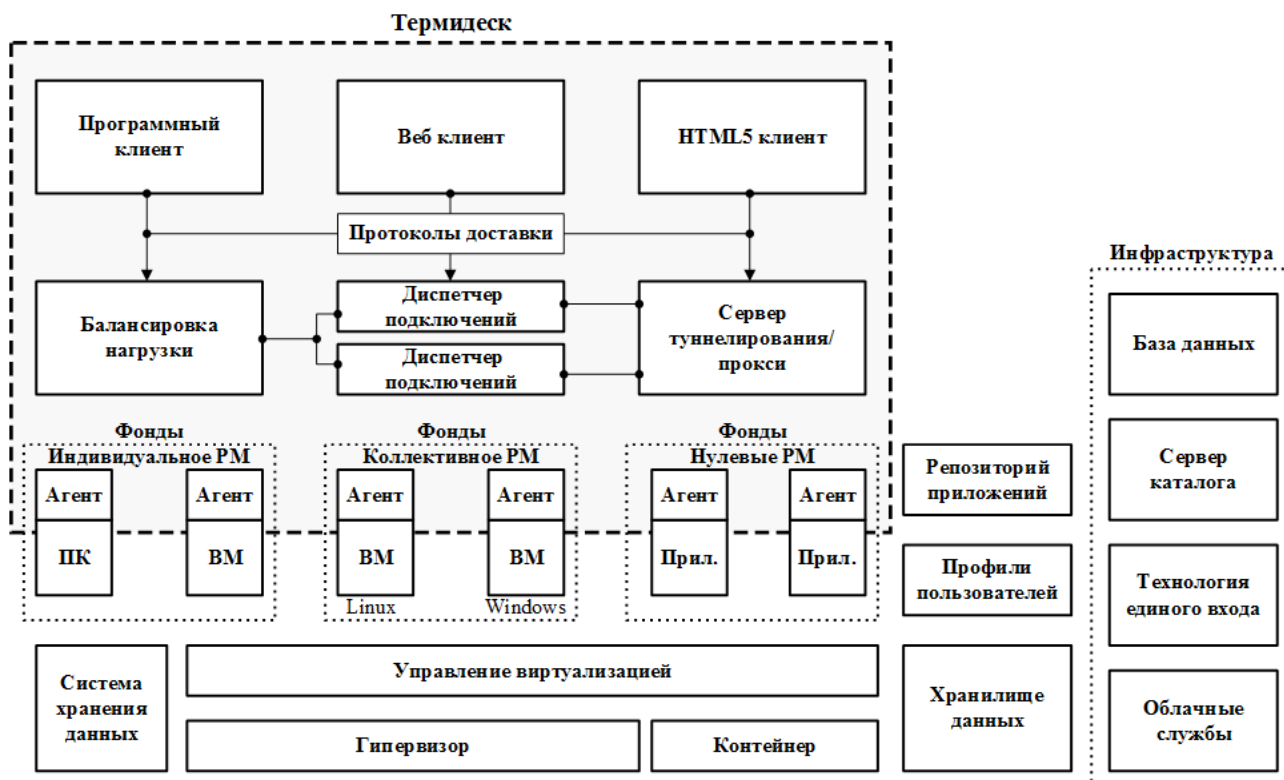 Термидеск
Программный
клиент
Веб клиент
HTML5 клиент
Протоколы доставки
Балансировка
нагрузки
Диспетчер
подключений
Диспетчер
подключений
Сервер
туннелирования/
прокси
Фонды
Индивидуальное РМ
Агент
ПК
Агент
ВМ
Фонды
Коллективное РМ
Агент
ВМ
Linux
Агент
ВМ
Windows
Фонды
Нулевые РМ
Агент
Прил.
Агент
Прил.
Репозиторий
приложений
Профили
пользователей
Система
хранения
данных
Управление виртуализацией
Гипервизор
Контейнер
Хранилище
данных
Инфраструктура
База данных
Сервер
каталога
Технология
единого входа
Облачные
службы